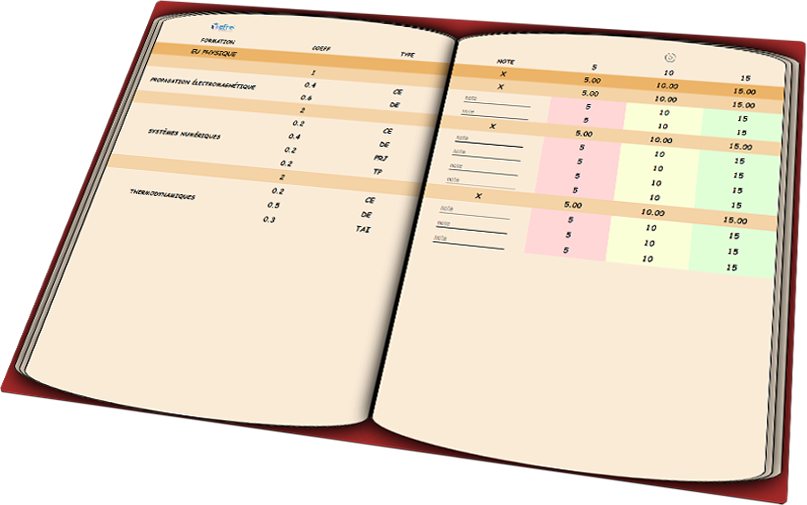 FORMATION COEFF TYPE
EU PHYSIQUE
1
PROPAGATION ÉLECTROMAGNÉTIQUE 0.4 CE
0.6 DE
2
0.2 CE
SYSTÈMES NUMÉRIQUES 0.4 DE
0.2 PRJ
0.2 TP
2
0.2 CE
THERMODYNAMIQUES 0.5 DE
0.3 TAI
NOTE 5 10 15
X 5.00 10.00 15.00
X 5.00 10.00 15.00
note 5 10 15
note 5 10 15
X 5.00 10.00 15.00
note 5 10 15
note 5 10 15
note 5 10 15
note 5 10 15
X 5.00 10.00 15.00
note 5 10 15
note 5 10 15
note 5 10 15